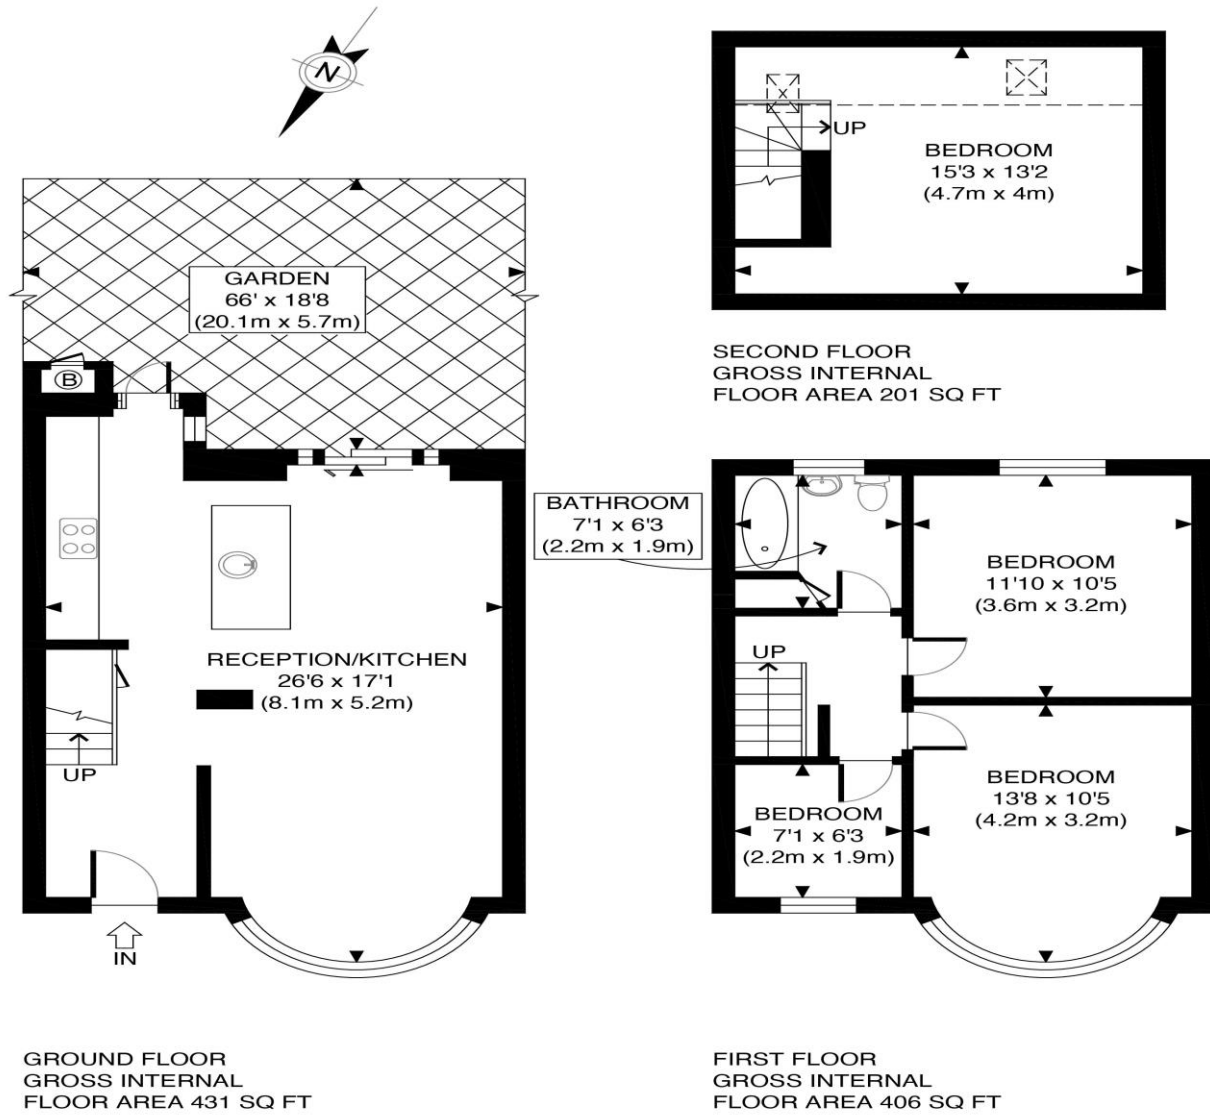 N
GARDEN
66' x 18'8
(20.1m x 5.7m)
B
RECEPTION/KITCHEN
26'6 x 17'1
(8.1m x 5.2m)
UP
IN
GROUND FLOOR
GROSS INTERNAL
FLOOR AREA 431 SQ FT
UP
BEDROOM
15'3 x 13'2
(4.7m x 4m)
SECOND FLOOR
GROSS INTERNAL
FLOOR AREA 201 SQ FT
BATHROOM
7'1 x 6'3
(2.2m x 1.9m)
BEDROOM
11'10 x 10'5
(3.6m x 3.2m)
UP
BEDROOM
13'8 x 10'5
(4.2m x 3.2m)
BEDROOM
7'1 x 6'3
(2.2m x 1.9m)
FIRST FLOOR
GROSS INTERNAL
FLOOR AREA 406 SQ FT